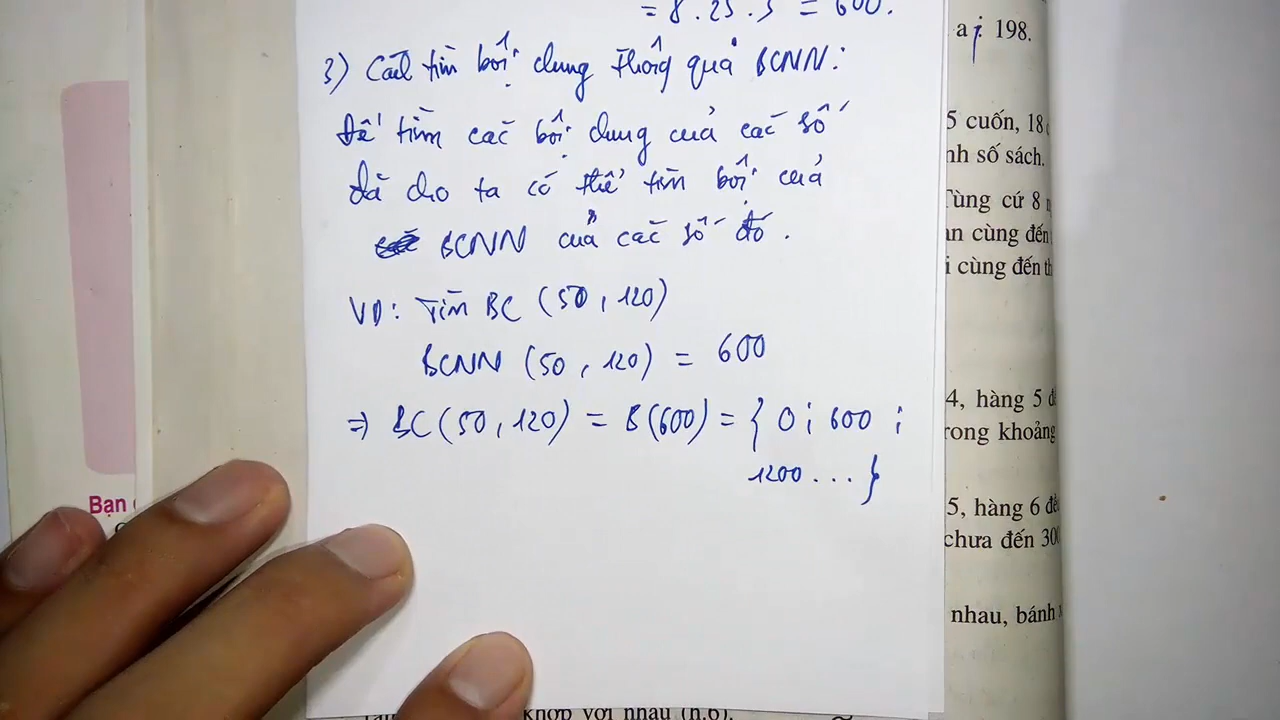 = 8.25.3 = 600.
3) Cách tìm bội chung thông qua BCNN:
Để tìm các bội chung của các số
đã cho ta có thể tìm bội của
BCNN của các số đó.
VD: Tìm BC (50, 120)
BCNN (50, 120) = 600
=> BC (50, 120) = B(600) = { 0; 600;
1200 ... }
a; 198.
5 cuốn, 18
nh số sách.
Tùng cứ 8
n cùng đến
i cùng đến th
4, hàng 5
rong khoảng
5, hàng 6
chưa đến 300
nhau, bánh
Bạn
khớp với nhau (h.6).